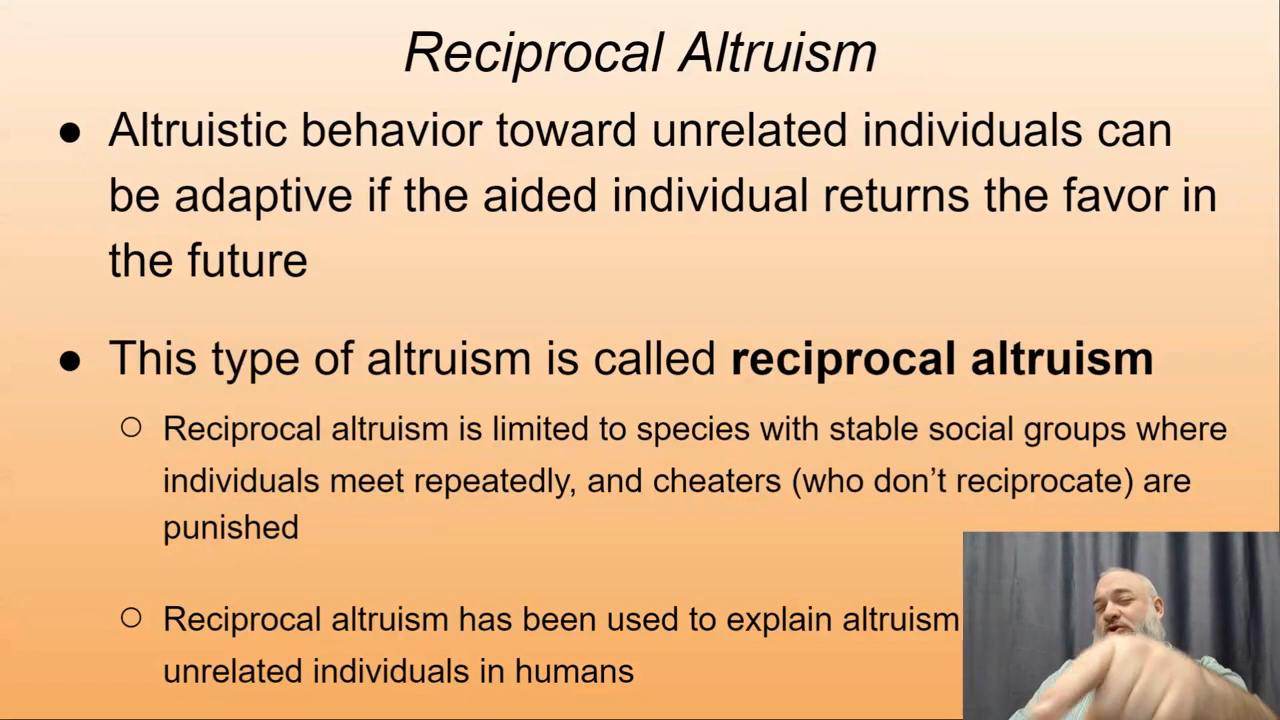 Reciprocal Altruism
● Altruistic behavior toward unrelated individuals can
be adaptive if the aided individual returns the favor in
the future
● This type of altruism is called reciprocal altruism
○ Reciprocal altruism is limited to species with stable social groups where
individuals meet repeatedly, and cheaters (who don’t reciprocate) are
punished
○ Reciprocal altruism has been used to explain altruism
unrelated individuals in humans